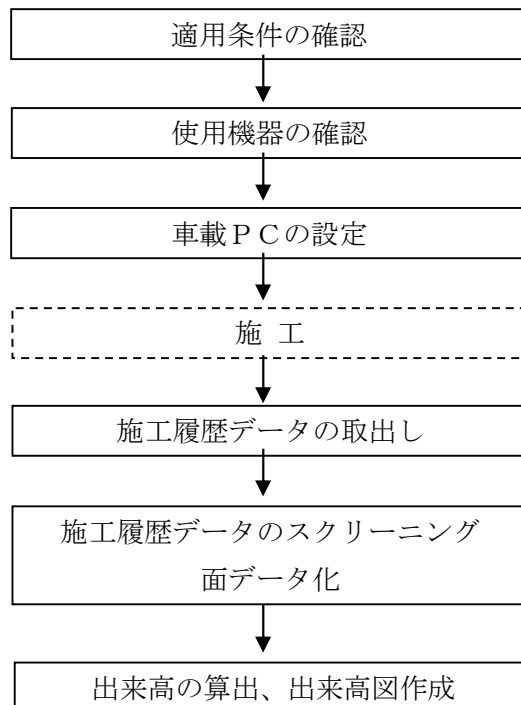 適用条件の確認
使用機器の確認
車載ＰＣの設定
施 工
施工履歴データの取出し
施工履歴データのスクリーニング
面データ化
出来高の算出、出来高図作成